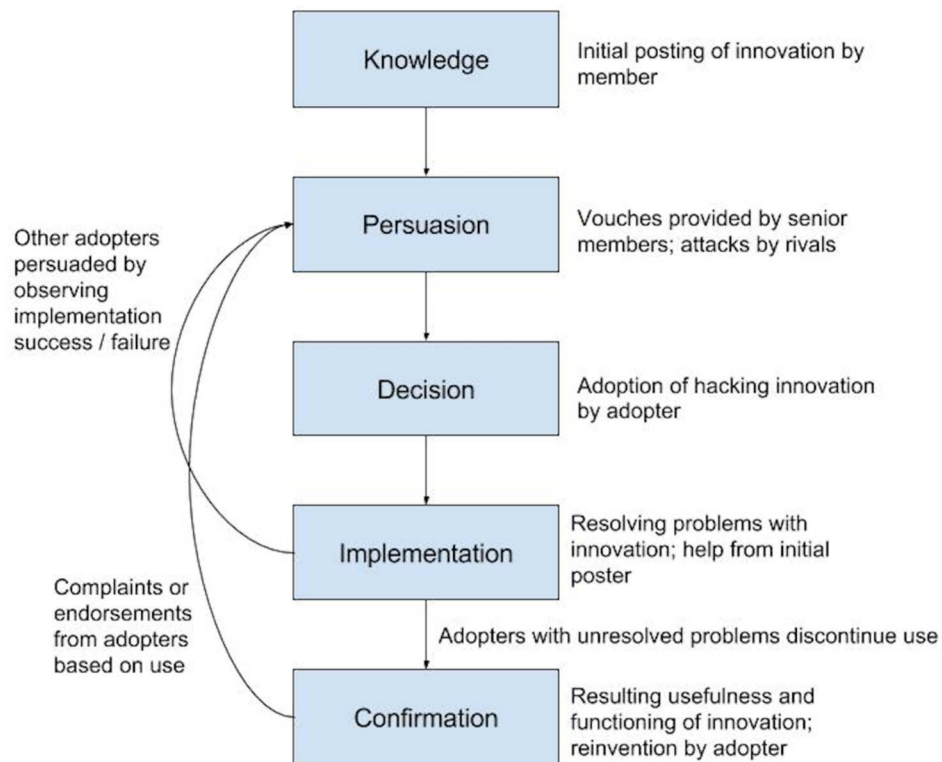 Knowledge
Initial posting of innovation by
member
Persuasion
Vouches provided by senior
members; attacks by rivals
Other adopters
persuaded by
observing
implementation
success / failure
Decision
Adoption of hacking innovation
by adopter
Implementation
Resolving problems with
innovation; help from initial
poster
Complaints or
endorsements
from adopters
based on use
Adopters with unresolved problems discontinue use
Confirmation
Resulting usefulness and
functioning of innovation;
reinvention by adopter